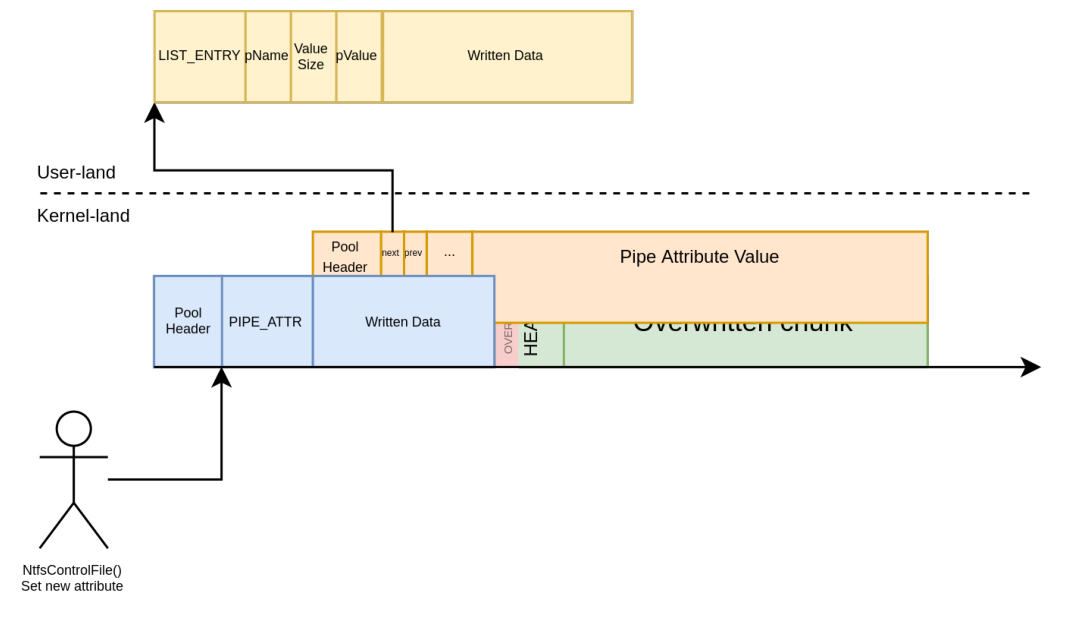 LIST_ENTRY pName Value pValue Written Data
Size
User-land
Kernel-land
Pool next prev ... Pipe Attribute Value
Header
Pool PIPE_ATTR Written Data
Header
OVER
HEA
Overwritten chunk
NtfsControlFile()
Set new attribute